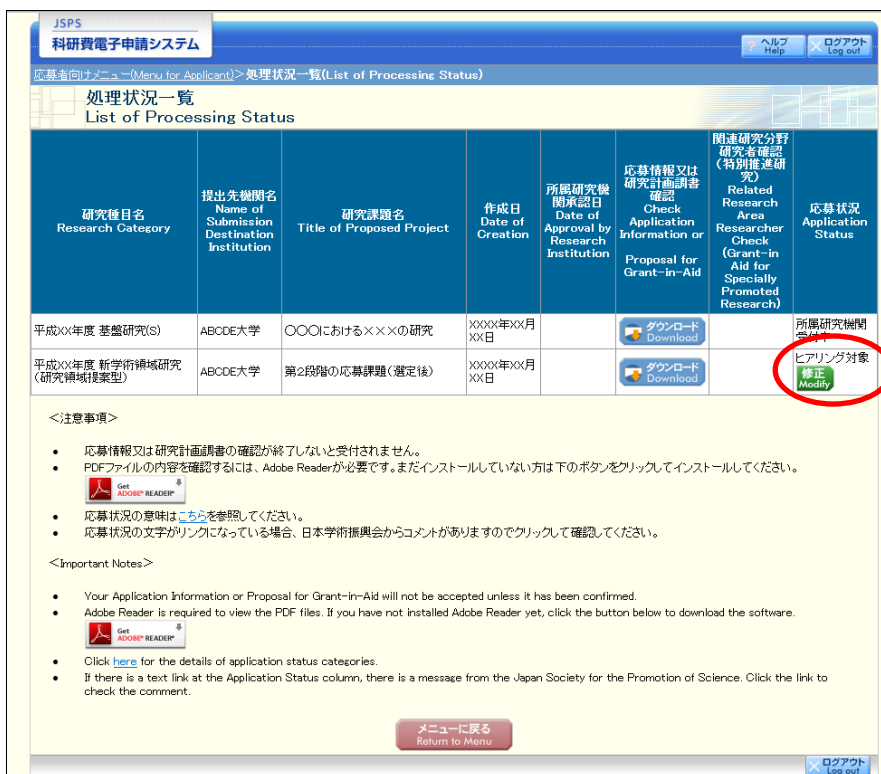 JSPS
科研費電子申請システム
ヘルプ
Help
ログアウト
Log out
応募者向けメニュー(Menu for Applicant)>処理状況一覧(List of Processing Status)
処理状況一覧
List of Processing Status
研究種目名
Research Category
提出先機関名
Name of
Submission
Destination
Institution
研究課題名
Title of Proposed Project
作成日
Date of
Creation
所属研究機
関承認日
Date of
Approval by
Research
Institution
応募情報又は
研究計画調書
確認
Check
Application
Information or
Proposal for
Grant-in-Aid
関連研究分野
研究者確認
(特別推進研
究)
Related
Research
Area
Researcher
Check
(Grant-in
Aid for
Specially
Promoted
Research)
応募状況
Application
Status
平成XX年度 基盤研究(S)
ABCDE大学
〇〇〇における×××の研究
XXXX年XX月
XX日
ダウンロード
Download
所属研究機関
受付中
平成XX年度 新学術領域研究
(研究領域提案型)
ABCDE大学
第2段階の応募課題(選定後)
XXXX年XX月
XX日
ダウンロード
Download
ヒアリング対象
修正
Modify
<注意事項>
• 応募情報又は研究計画調書の確認が終了しないと受付されません。
• PDFファイルの内容を確認するには、Adobe Readerが必要です。まだインストールしていない方は下のボタンをクリックしてインストールしてください。
Get
ADOBE® READER®
• 応募状況の意味はこちらを参照してください。
• 応募状況の文字がリンクになっている場合、日本学術振興会からコメントがありますのでクリックして確認してください。
<Important Notes>
• Your Application Information or Proposal for Grant-in-Aid will not be accepted unless it has been confirmed.
• Adobe Reader is required to view the PDF files. If you have not installed Adobe Reader yet, click the button below to download the software.
Get
ADOBE® READER®
• Click here for the details of application status categories.
• If there is a text link at the Application Status column, there is a message from the Japan Society for the Promotion of Science. Click the link to
check the comment.
メニューに戻る
Return to Menu
ログアウト
Log out